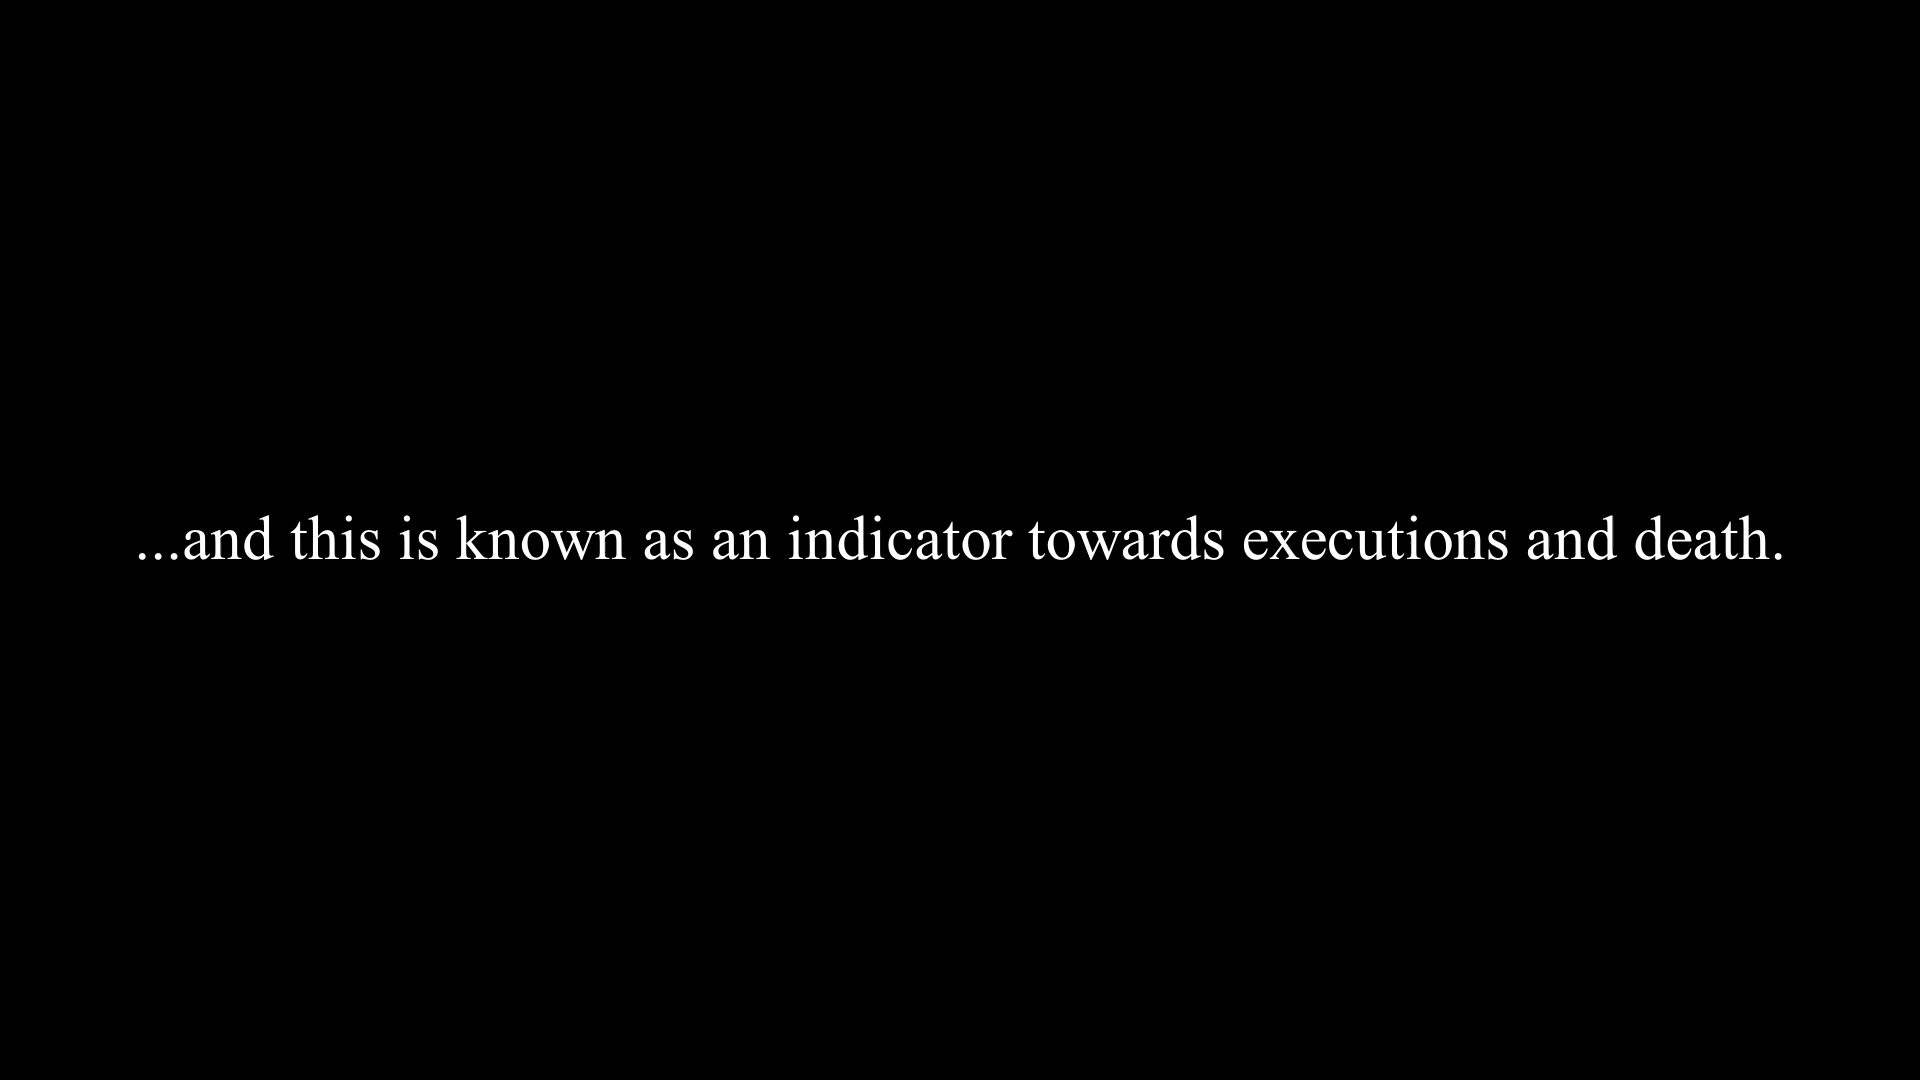 ...and this is known as an indicator towards executions and death.